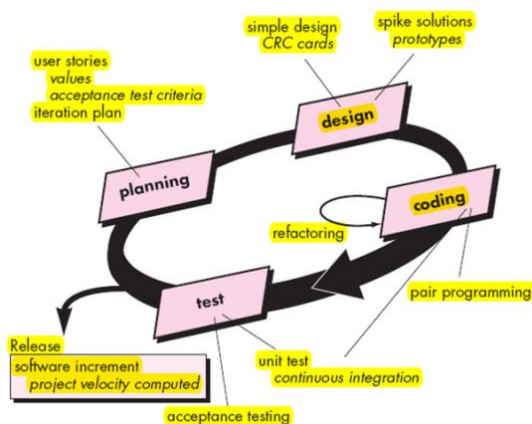 simple design
CRC cards
spike solutions
prototypes
user stories
values
acceptance test criteria
iteration plan
design
planning
coding
refactoring
test
pair programming
Release
software increment
project velocity computed
unit test
continuous integration
acceptance testing